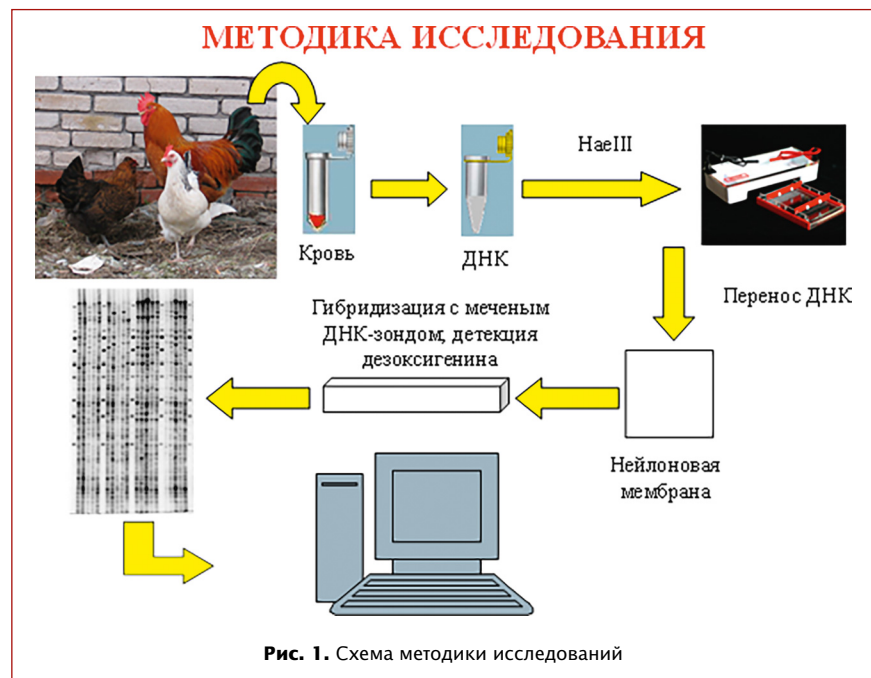 МЕТОДИКА ИССЛЕДОВАНИЯ
HaeIII
Кровь
ДНК
Перенос ДНК
Гибридизация с меченым
ДНК-зондом, детекция
дезоксигенина
Нейлоновая
мембрана
Рис. 1. Схема методики исследований